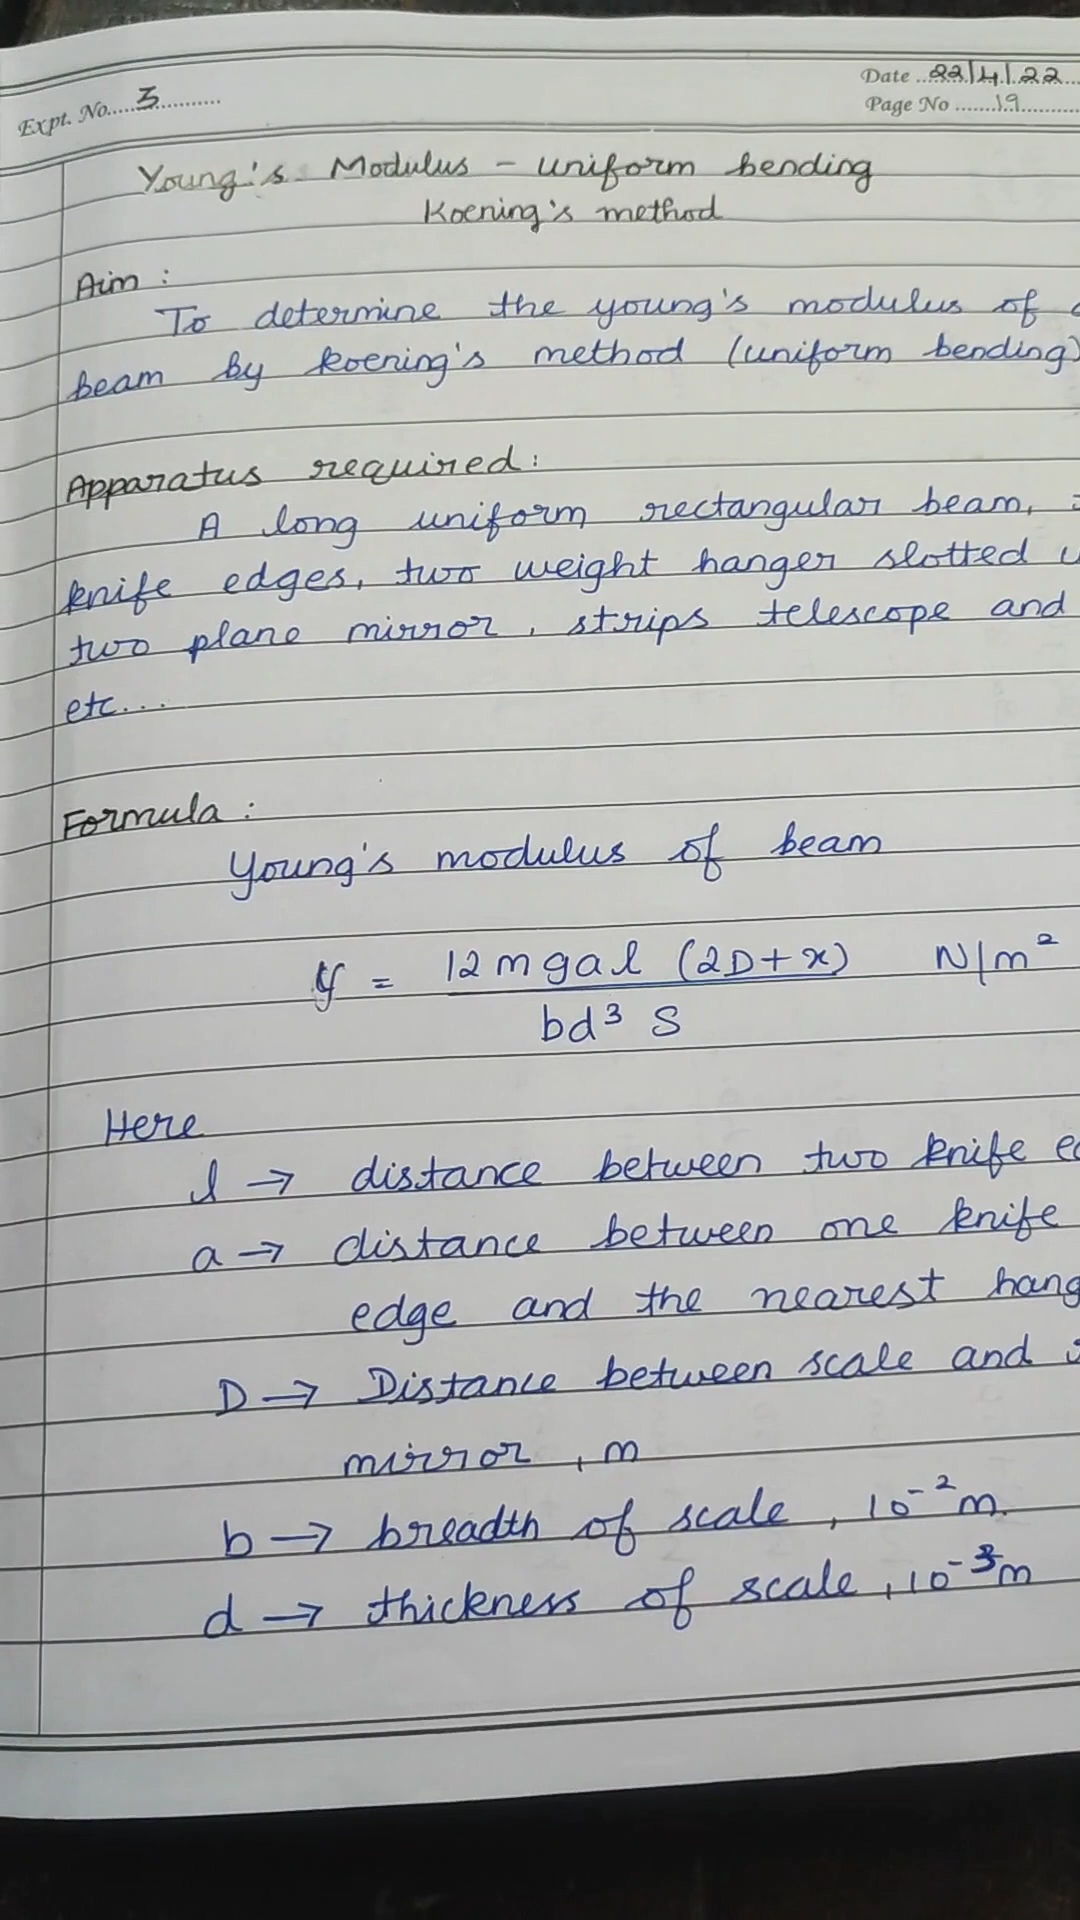 Expt. No. 3
Date 22/4/22
Page No 19
Young's Modulus - uniform bending
Koening's method
Aim :
To determine the young's modulus of
beam by koening's method (uniform bending)
Apparatus required:
A long uniform rectangular beam,
knife edges, two weight hanger slotted
two plane mirror, strips telescope and
etc...
Formula :
Young's modulus of beam
y = 12 m g a l (2D + x) / bd³ S N/m²
Here
l → distance between two knife
a → distance between one knife
edge and the nearest hang
D → Distance between scale and
mirror, m
b → breadth of scale, 10⁻² m
d → thickness of scale, 10⁻³ m